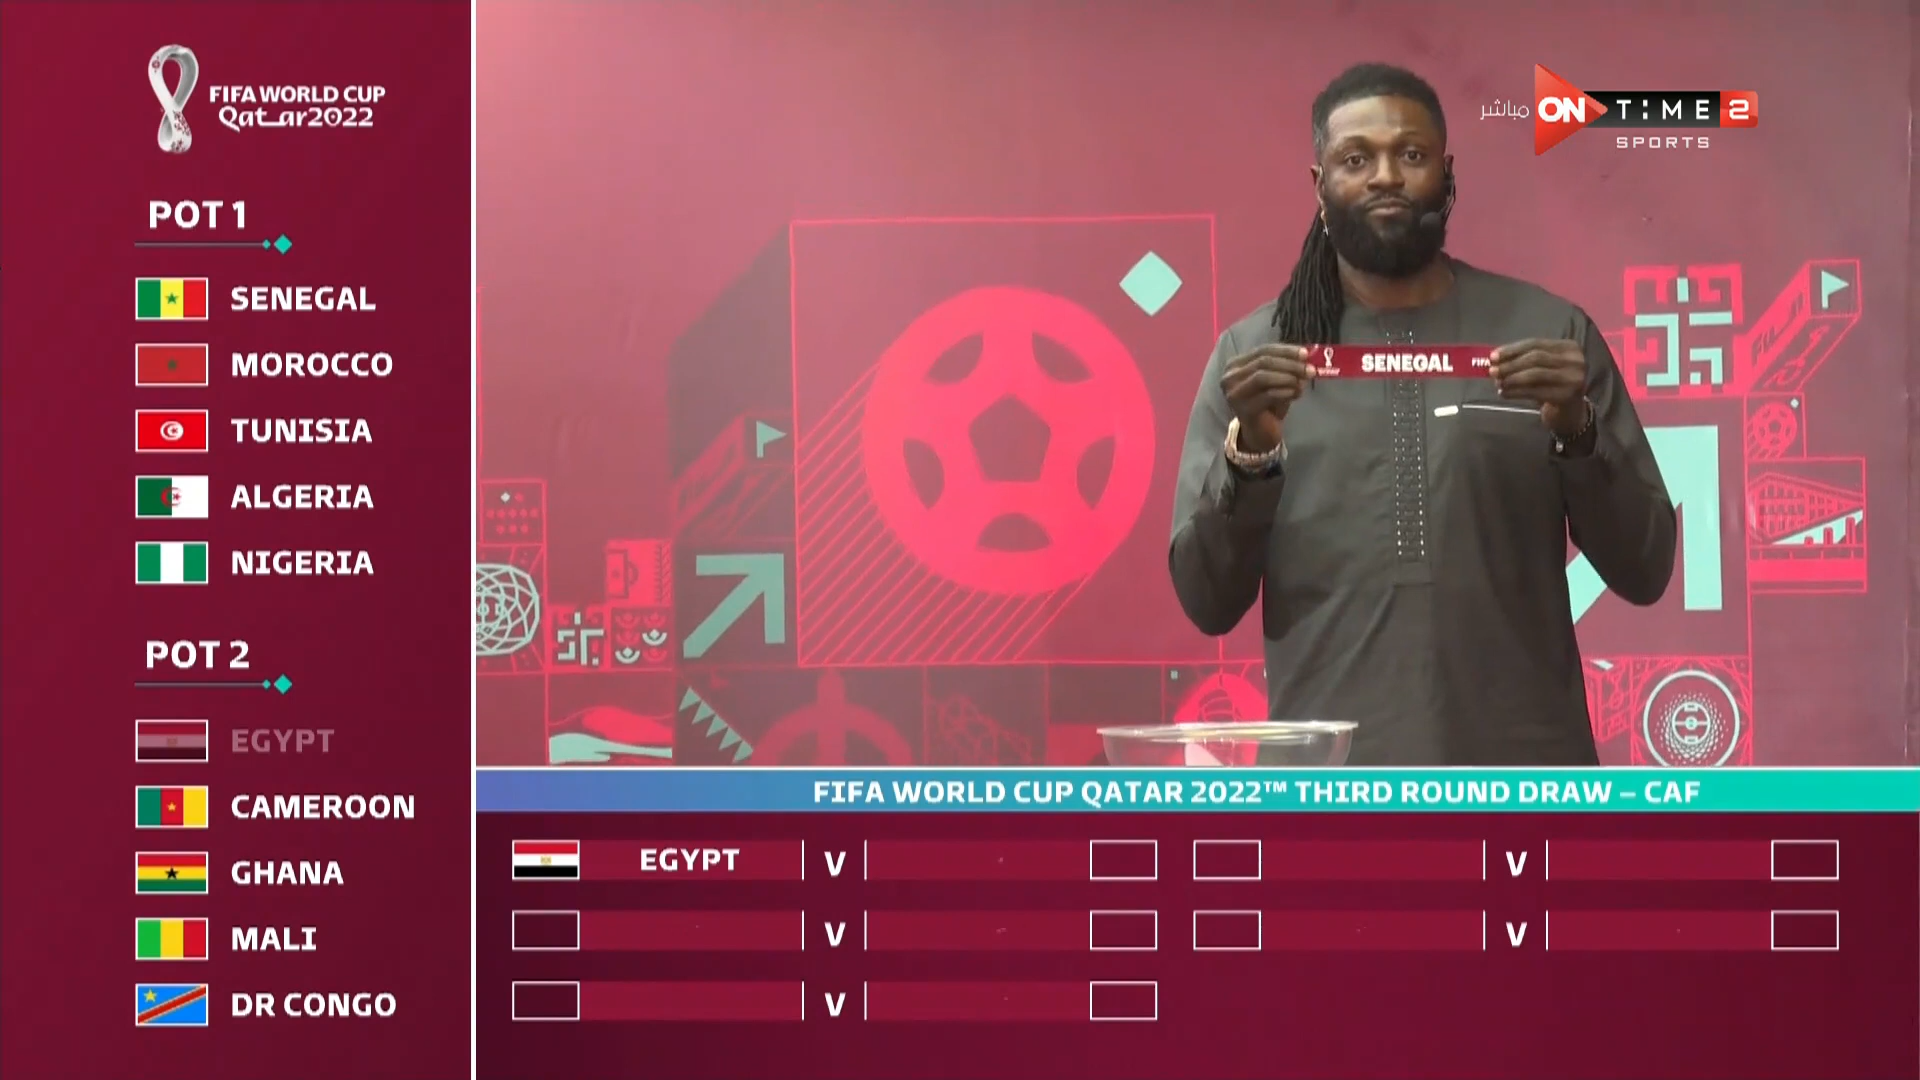 FIFA WORLD CUP
Qatar2022
POT 1
SENEGAL
MOROCCO
TUNISIA
ALGERIA
NIGERIA
POT 2
EGYPT
CAMEROON
GHANA
MALI
DR CONGO
مباشر ON TIME 2
SPORTS
SENEGAL
FIFA WORLD CUP QATAR 2022™ THIRD ROUND DRAW – CAF
EGYPT V
V
V
V
V